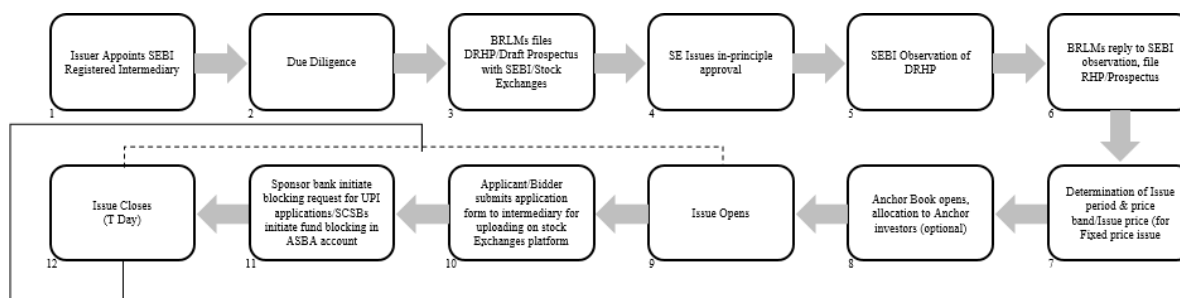 Issuer Appoints SEBI
Registered Intermediary
1
Due Diligence
2
BRLMs files
DRHP/Draft Prospectus
with SEBI/Stock
Exchanges
3
SE Issues in-principle
approval
4
SEBI Observation of
DRHP
5
BRLMs reply to SEBI
observation, file
RHP/Prospectus
6
Determination of Issue
period & price
band/Issue price (for
Fixed price issue
7
Anchor Book opens,
allocation to Anchor
investors (optional)
8
Issue Opens
9
Applicant/Bidder
submits application
form to intermediary for
uploading on stock
Exchanges platform
10
Sponsor bank initiate
blocking request for UPI
applications/SCSBs
initiate fund blocking in
ASBA account
11
Issue Closes
(T Day)
12